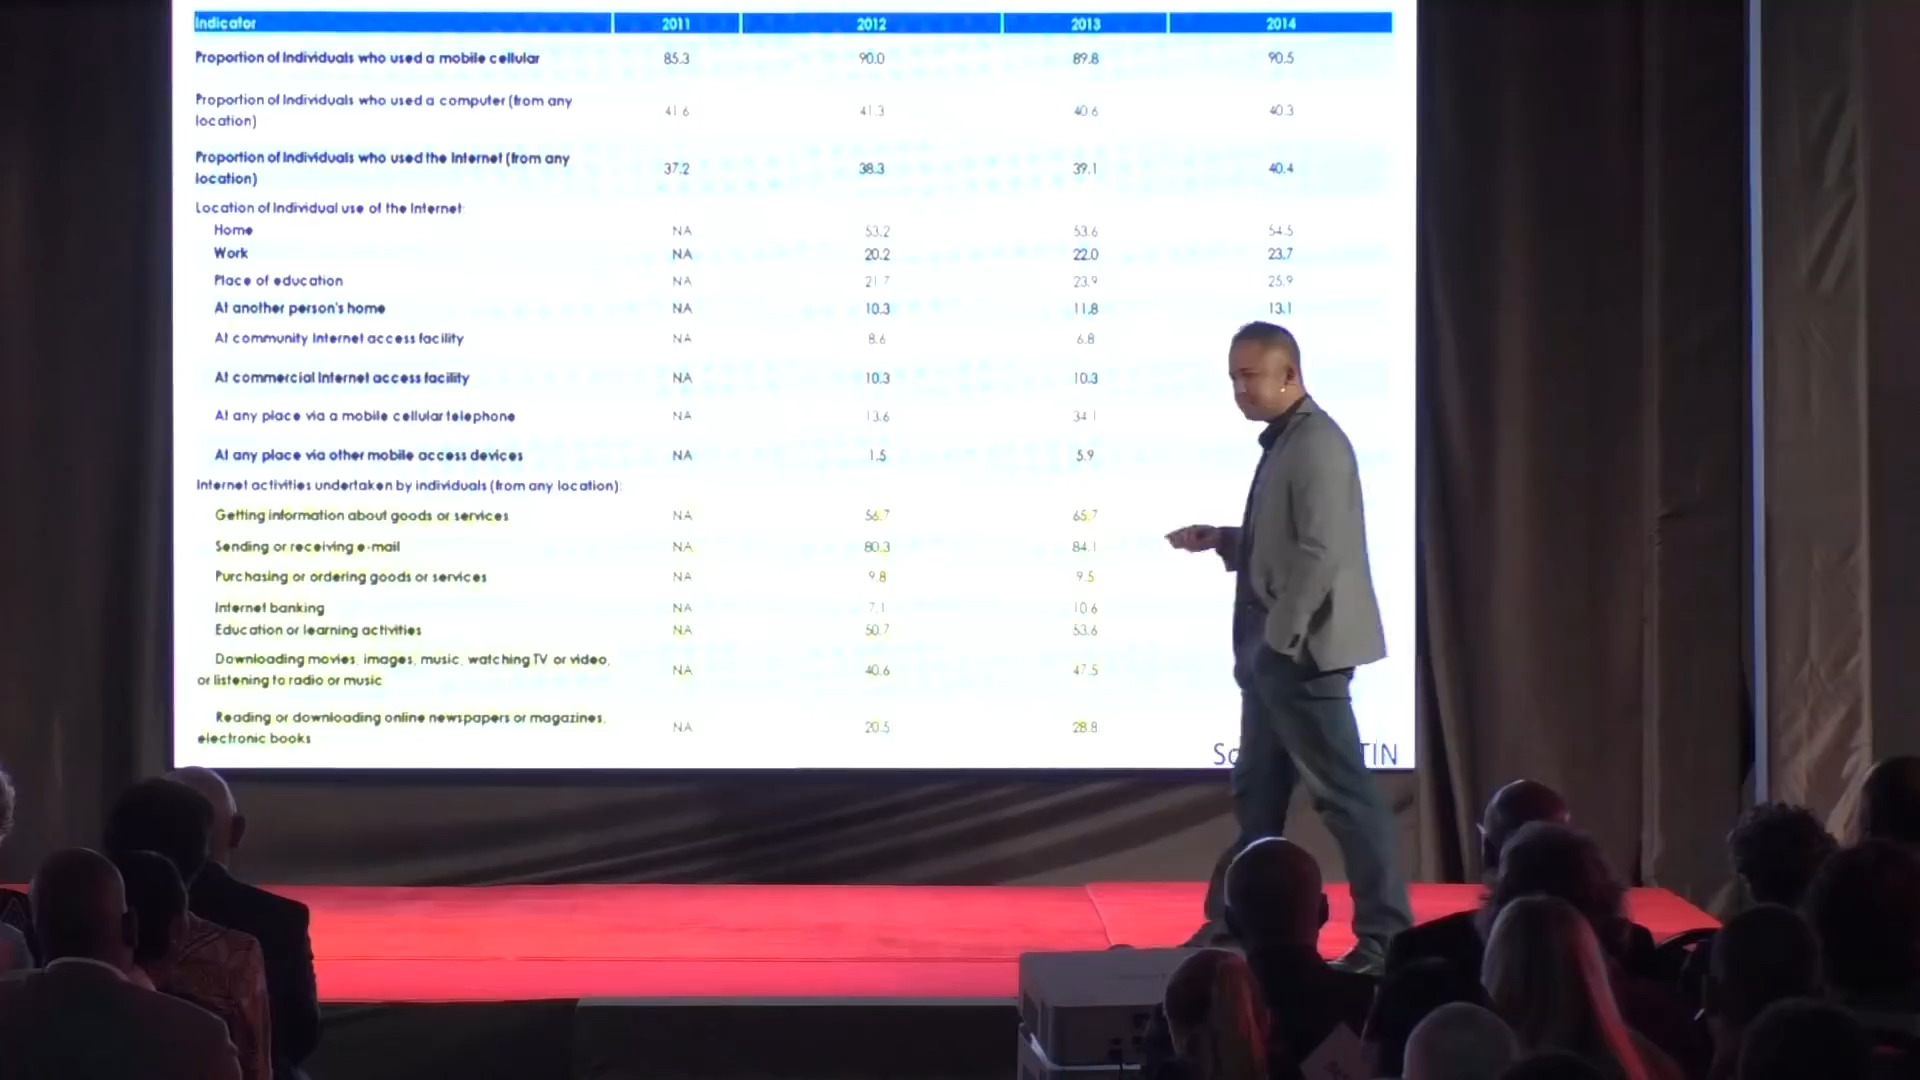 Indicator 2011 2012 2013 2014
Proportion of Individuals who used a mobile cellular 85.3 90.0 89.8 90.5
Proportion of Individuals who used a computer (from any
location) 41.6 41.3 40.6 40.3
Proportion of Individuals who used the Internet (from any
location) 37.2 38.3 39.1 40.4
Location of Individual use of the Internet:
Home NA 53.2 53.6 54.5
Work NA 20.2 22.0 23.7
Place of education NA 21.7 23.9 25.9
At another person's home NA 10.3 11.8 13.1
At community Internet access facility NA 8.6 6.8
At commercial Internet access facility NA 10.3 10.3
At any place via a mobile cellular telephone NA 13.6 34.1
At any place via other mobile access devices NA 1.5 5.9
Internet activities undertaken by individuals (from any location):
Getting information about goods or services NA 56.7 65.7
Sending or receiving e-mail NA 80.3 84.1
Purchasing or ordering goods or services NA 9.8 9.5
Internet banking NA 7.1 10.6
Education or learning activities NA 50.7 53.6
Downloading movies, images, music, watching TV or video,
or listening to radio or music NA 40.6 47.5
Reading or downloading online newspapers or magazines,
electronic books NA 20.5 28.8